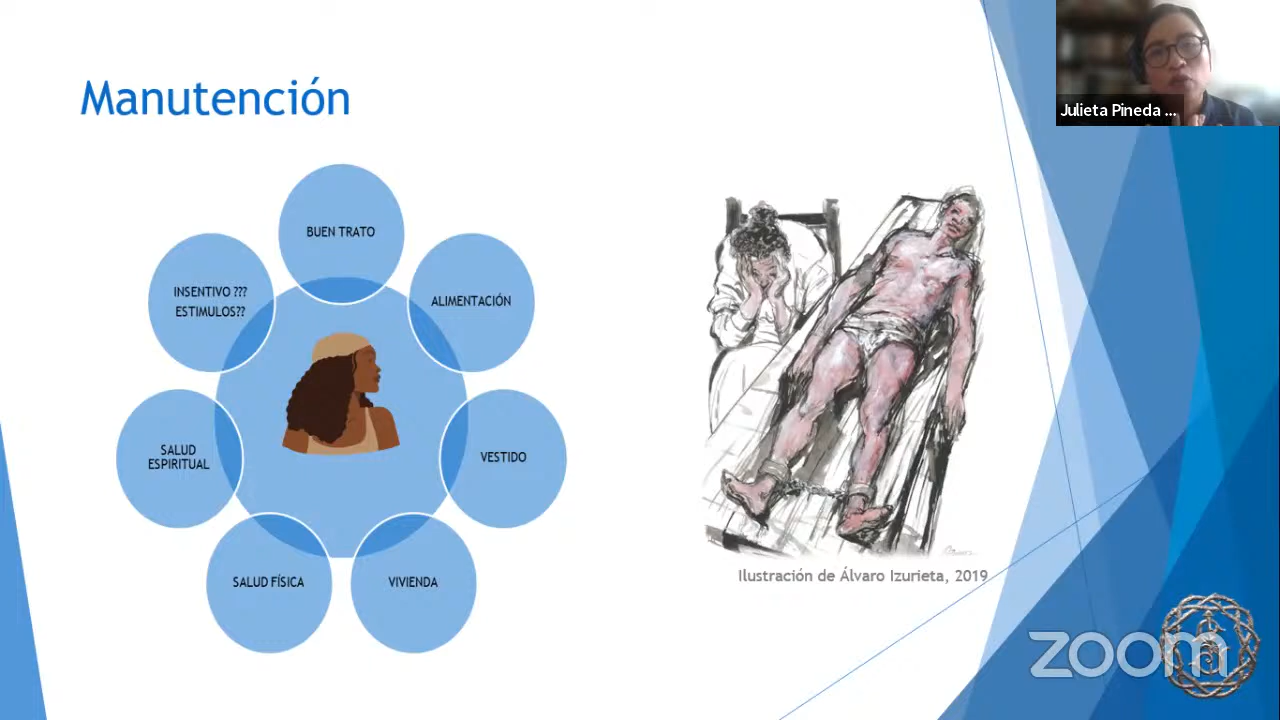 Manutención
Julieta Pineda ...
BUEN TRATO
INSENTIVO ???
ESTIMULOS??
ALIMENTACIÓN
SALUD
ESPIRITUAL
VESTIDO
SALUD FÍSICA
VIVIENDA
Ilustración de Álvaro Izurieta, 2019
zoom